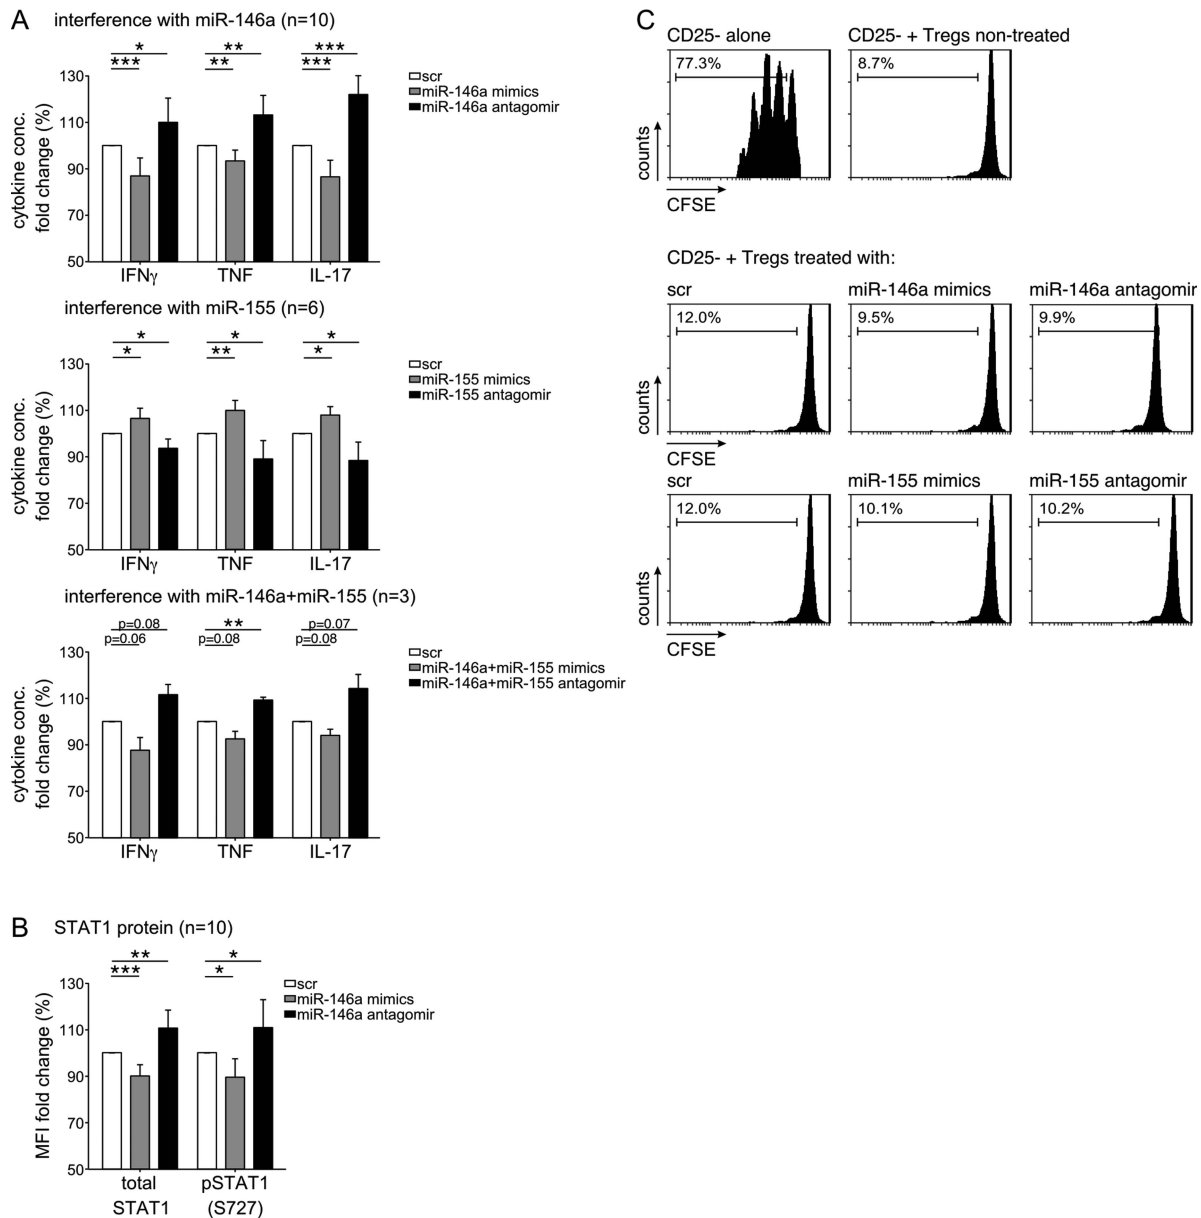 A
interference with miR-146a (n=10)
* ** ***
*** ** ***
scr
miR-146a mimics
miR-146a antagomir
cytokine conc.
fold change (%)
130
110
90
70
50
IFNγ TNF IL-17
interference with miR-155 (n=6)
* * *
* ** *
scr
miR-155 mimics
miR-155 antagomir
cytokine conc.
fold change (%)
130
110
90
70
50
IFNγ TNF IL-17
interference with miR-146a+miR-155 (n=3)
p=0.08 ** p=0.07
p=0.06 p=0.08 p=0.08
scr
miR-146a+miR-155 mimics
miR-146a+miR-155 antagomir
cytokine conc.
fold change (%)
130
110
90
70
50
IFNγ TNF IL-17
B
STAT1 protein (n=10)
** *
*** *
scr
miR-146a mimics
miR-146a antagomir
MFI fold change (%)
130
110
90
70
50
total pSTAT1
STAT1 (S727)
C
CD25- alone CD25- + Tregs non-treated
77.3% 8.7%
counts
CFSE
CD25- + Tregs treated with:
scr miR-146a mimics miR-146a antagomir
12.0% 9.5% 9.9%
counts
CFSE
scr miR-155 mimics miR-155 antagomir
12.0% 10.1% 10.2%
counts
CFSE